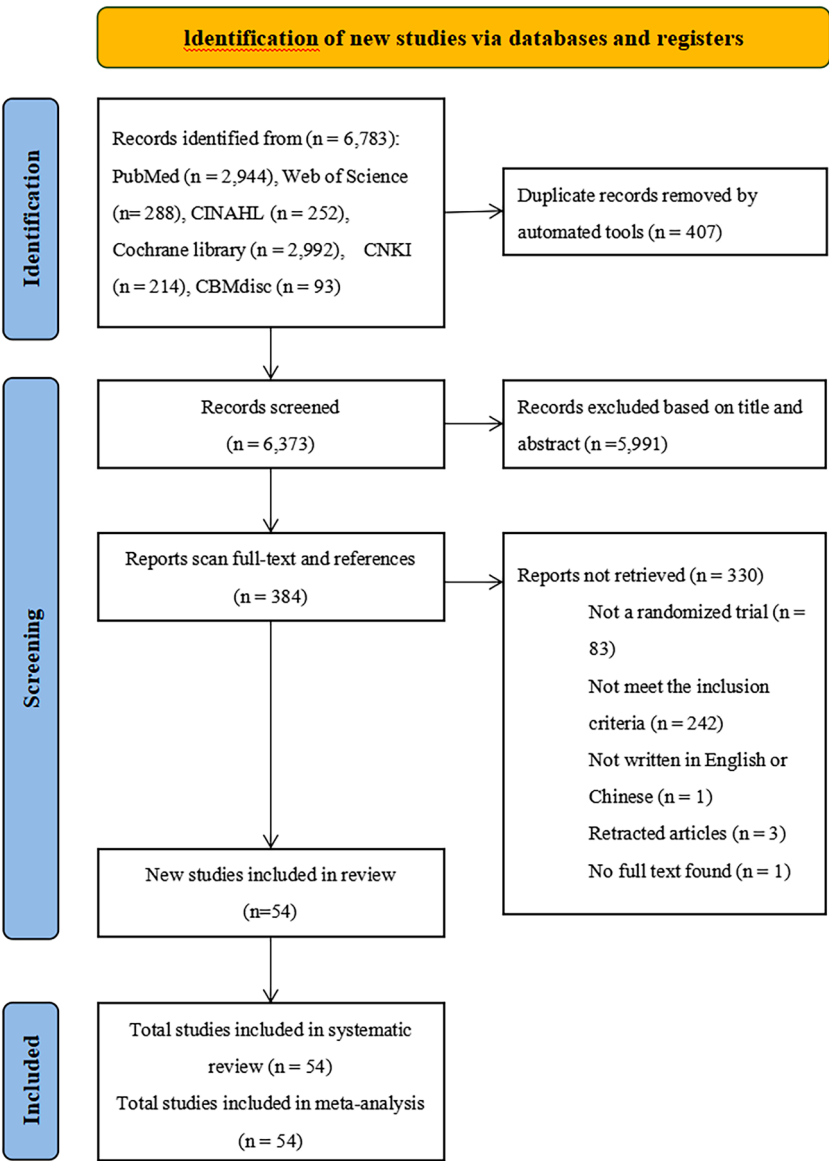 Identification of new studies via databases and registers
Identification
Records identified from (n = 6,783):
PubMed (n = 2,944), Web of Science
(n= 288), CINAHL (n = 252),
Cochrane library (n = 2,992), CNKI
(n = 214), CBMdisc (n = 93)
Duplicate records removed by
automated tools (n = 407)
Screening
Records screened
(n = 6,373)
Records excluded based on title and
abstract (n =5,991)
Reports scan full-text and references
(n = 384)
Reports not retrieved (n = 330)
Not a randomized trial (n =
83)
Not meet the inclusion
criteria (n = 242)
Not written in English or
Chinese (n = 1)
Retracted articles (n = 3)
No full text found (n = 1)
New studies included in review
(n=54)
Included
Total studies included in systematic
review (n = 54)
Total studies included in meta-analysis
(n = 54)